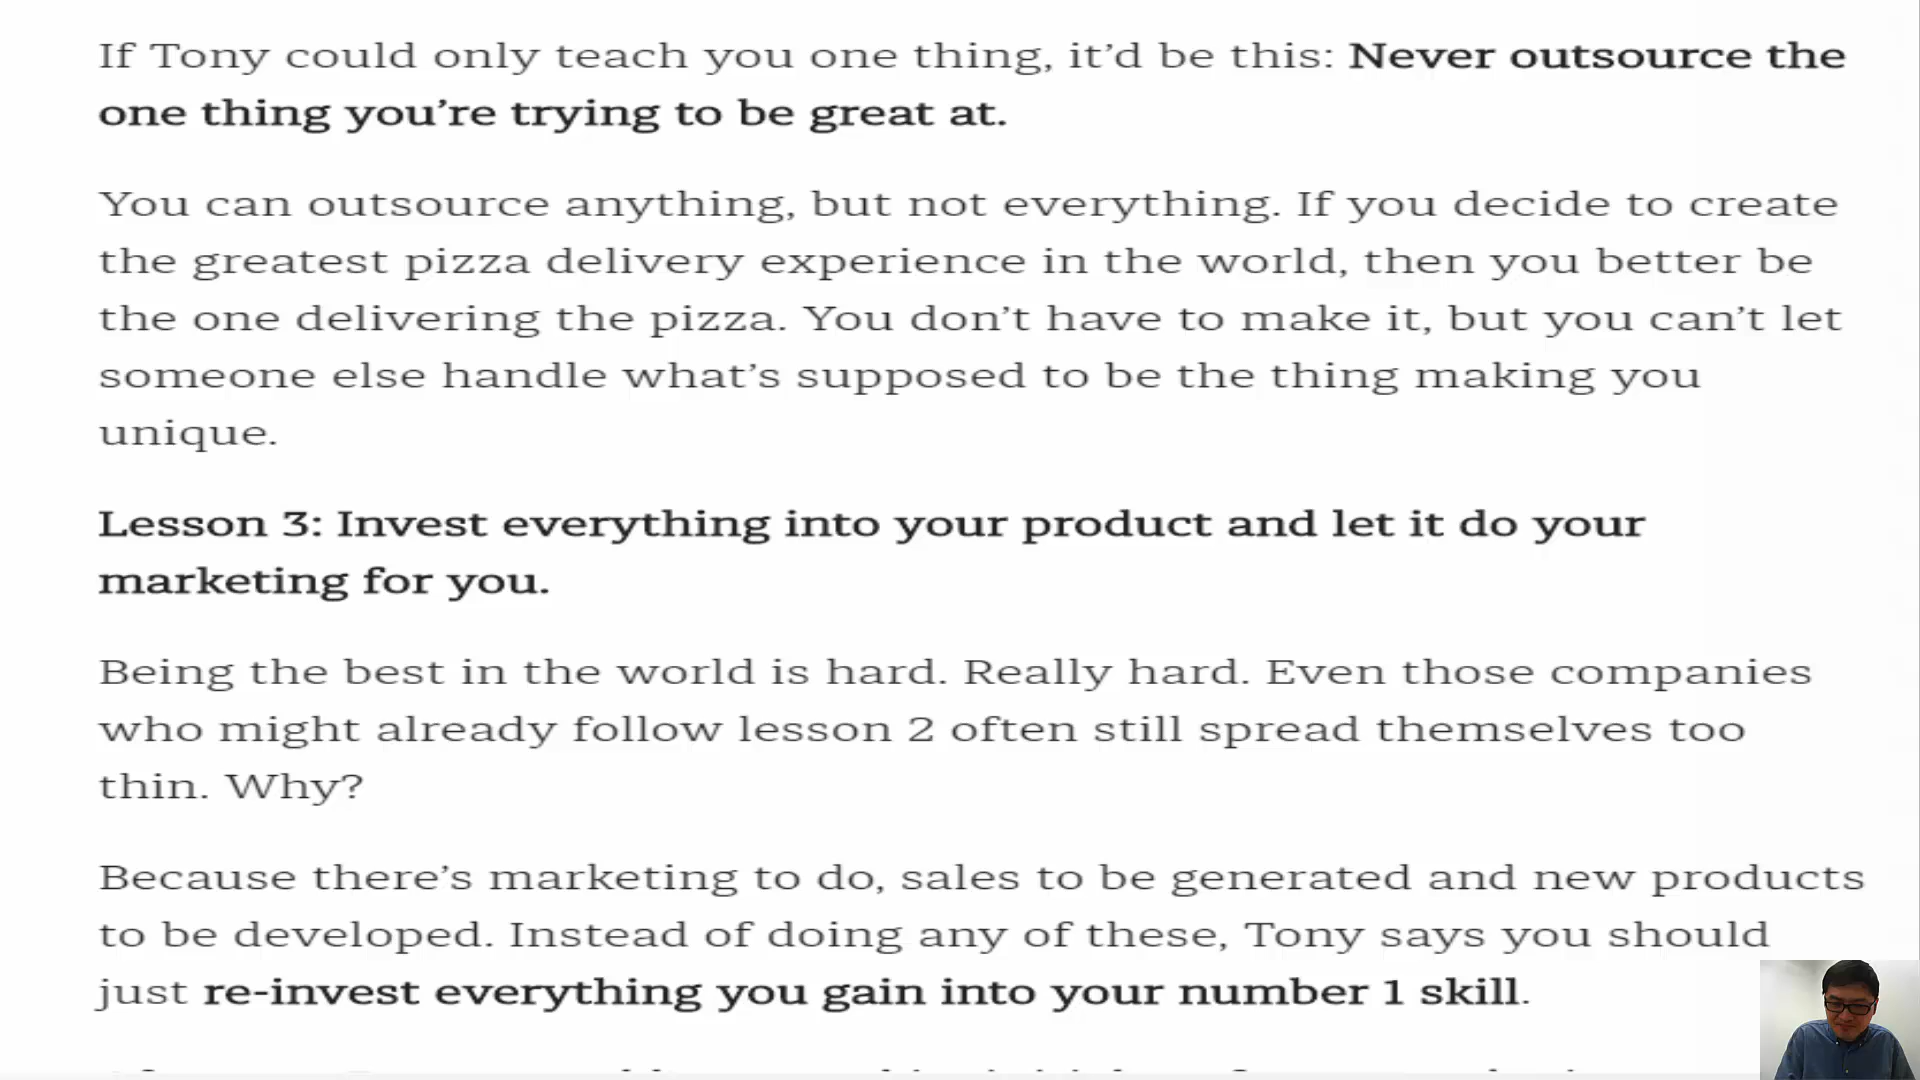 If Tony could only teach you one thing, it’d be this: Never outsource the
one thing you’re trying to be great at.
You can outsource anything, but not everything. If you decide to create
the greatest pizza delivery experience in the world, then you better be
the one delivering the pizza. You don’t have to make it, but you can’t let
someone else handle what’s supposed to be the thing making you
unique.
Lesson 3: Invest everything into your product and let it do your
marketing for you.
Being the best in the world is hard. Really hard. Even those companies
who might already follow lesson 2 often still spread themselves too
thin. Why?
Because there’s marketing to do, sales to be generated and new products
to be developed. Instead of doing any of these, Tony says you should
just re-invest everything you gain into your number 1 skill.